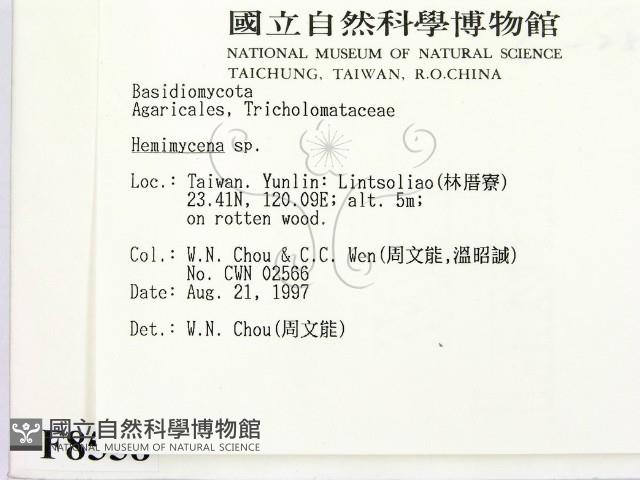 國立自然科學博物館
NATIONAL MUSEUM OF NATURAL SCIENCE
TAICHUNG, TAIWAN, R.O.CHINA
Basidiomycota
Agaricales, Tricholomataceae
Hemimycena sp.
Loc.: Taiwan. Yunlin: Lintsoliao(林厝寮)
23.41N, 120.09E; alt. 5m;
on rotten wood.
Col.: W.N. Chou & C.C. Wen(周文能,溫昭誠)
No. CWN 02566
Date: Aug. 21, 1997
Det.: W.N. Chou(周文能)
國立自然科學博物館
NATIONAL MUSEUM OF NATURAL SCIENCE